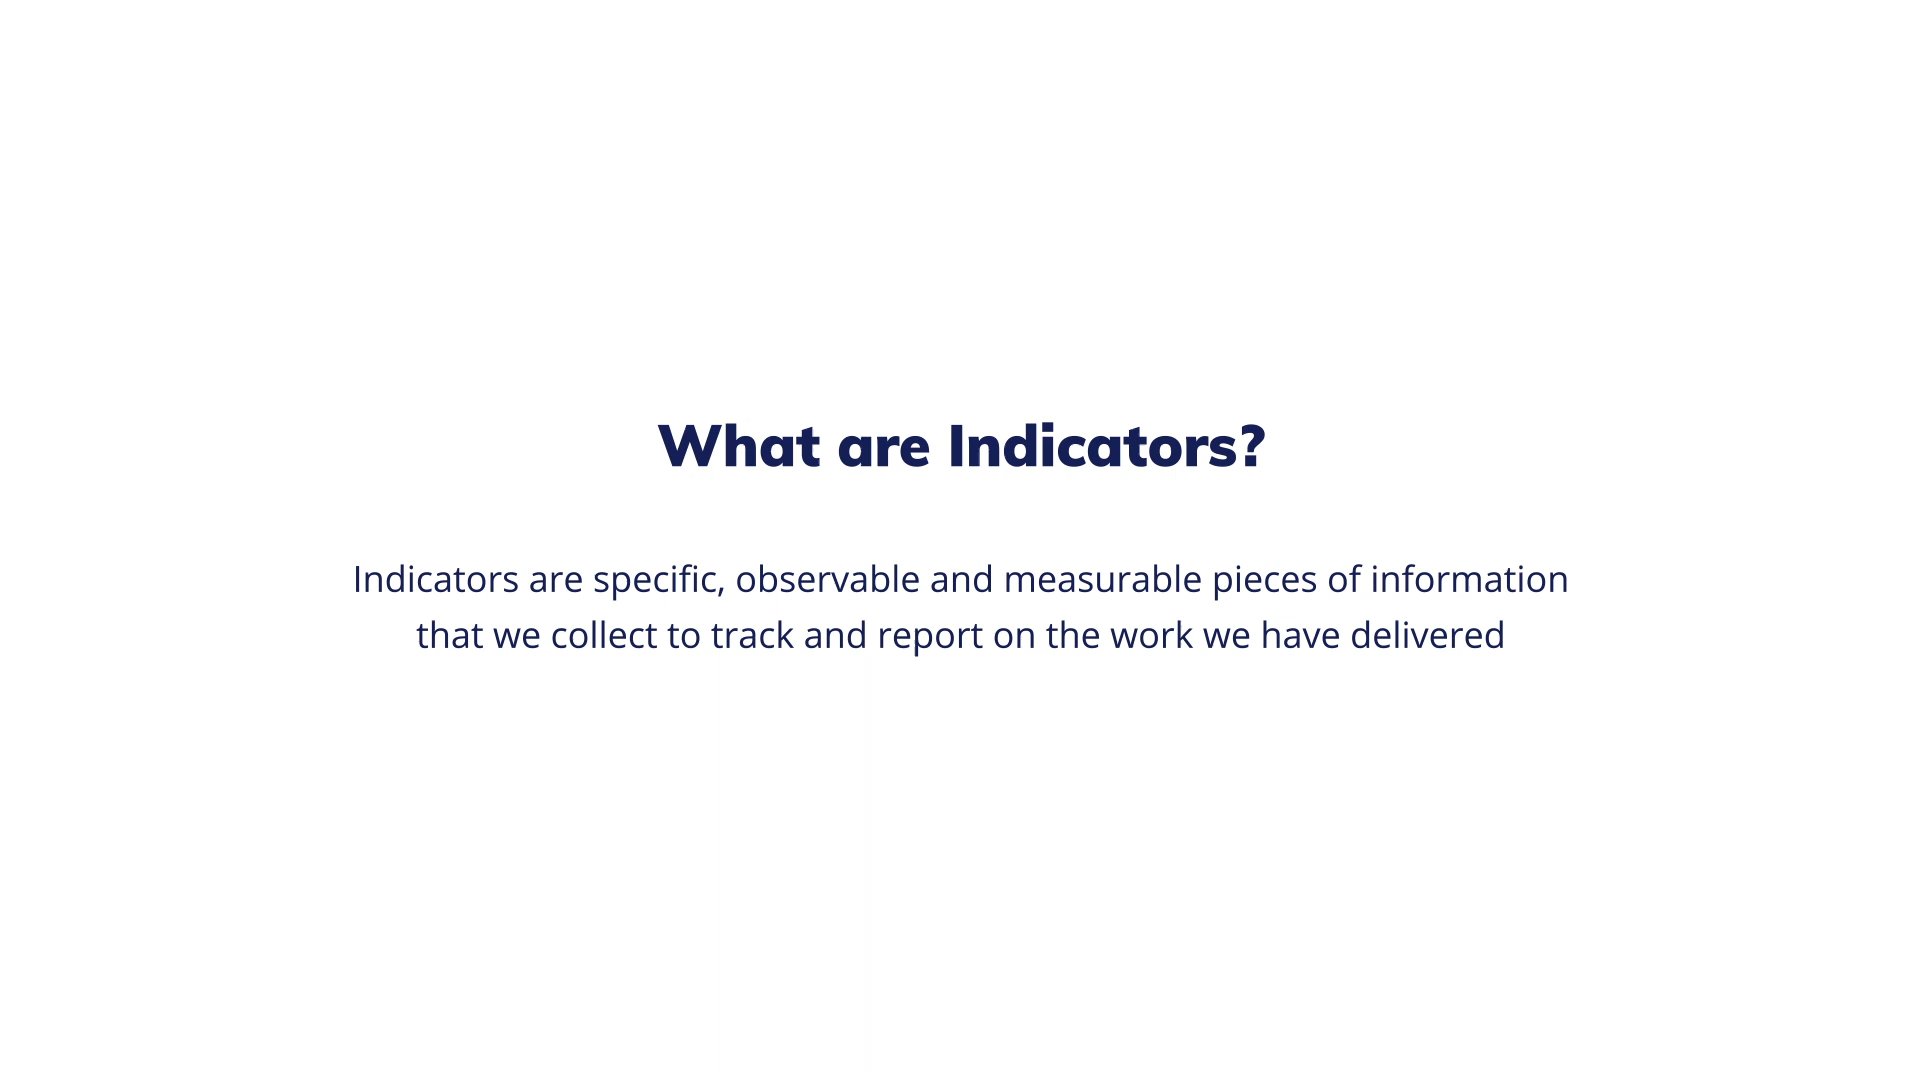 What are Indicators?
Indicators are specific, observable and measurable pieces of information
that we collect to track and report on the work we have delivered